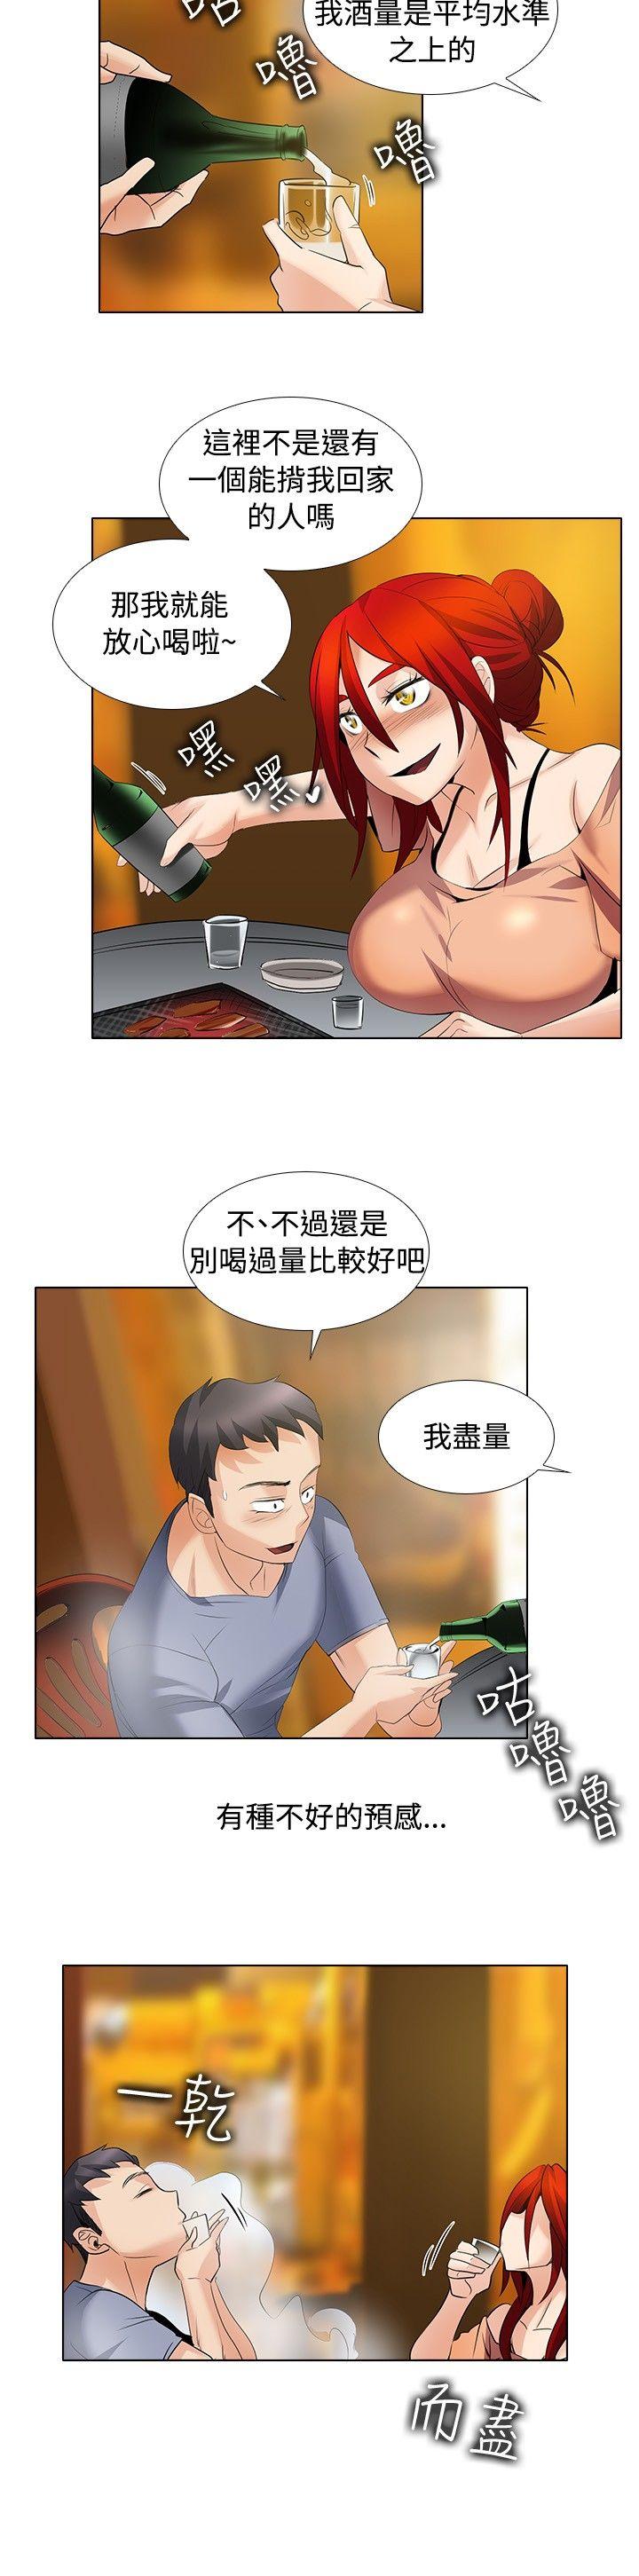 咕
嚕
嚕
我酒量是平均水準
之上的
這裡不是還有
一個能揹我回家
的人嗎
那我就能
放心喝啦~
嘿
嘿♥
不、不過還是
別喝過量比較好吧
我盡量
咕
嚕
嚕
有種不好的預感…
一乾
而盡